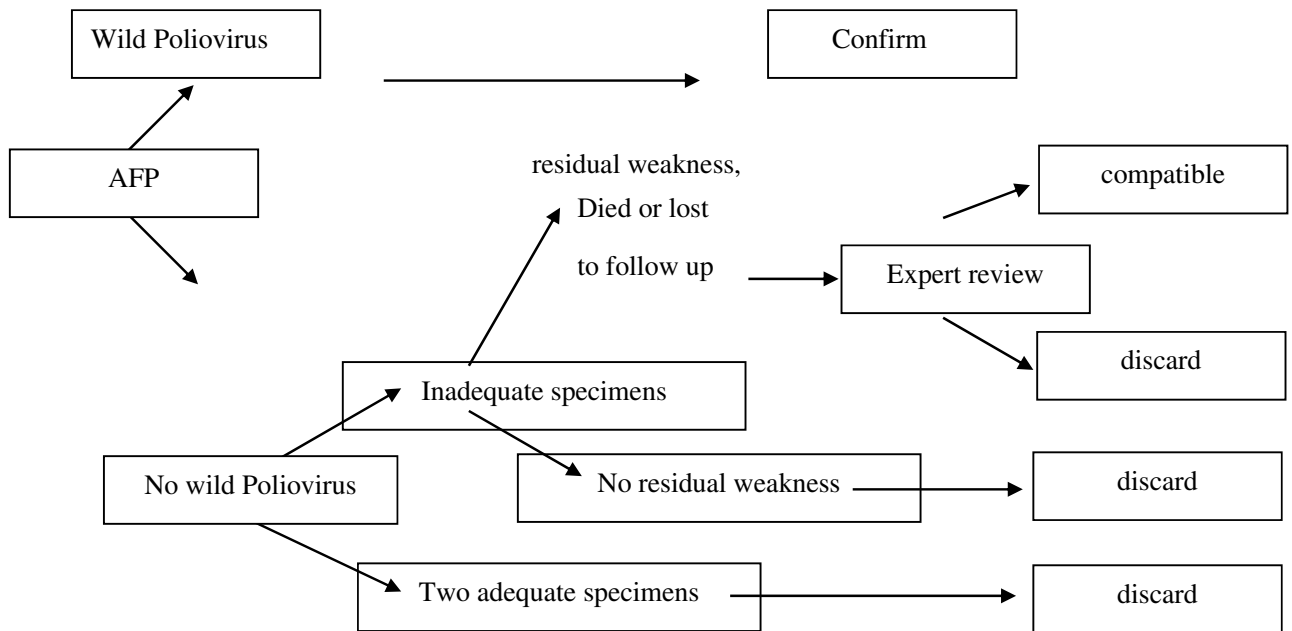 Wild Poliovirus
Confirm
AFP
residual weakness,
Died or lost
to follow up
compatible
Expert review
discard
Inadequate specimens
No wild Poliovirus
No residual weakness
discard
Two adequate specimens
discard